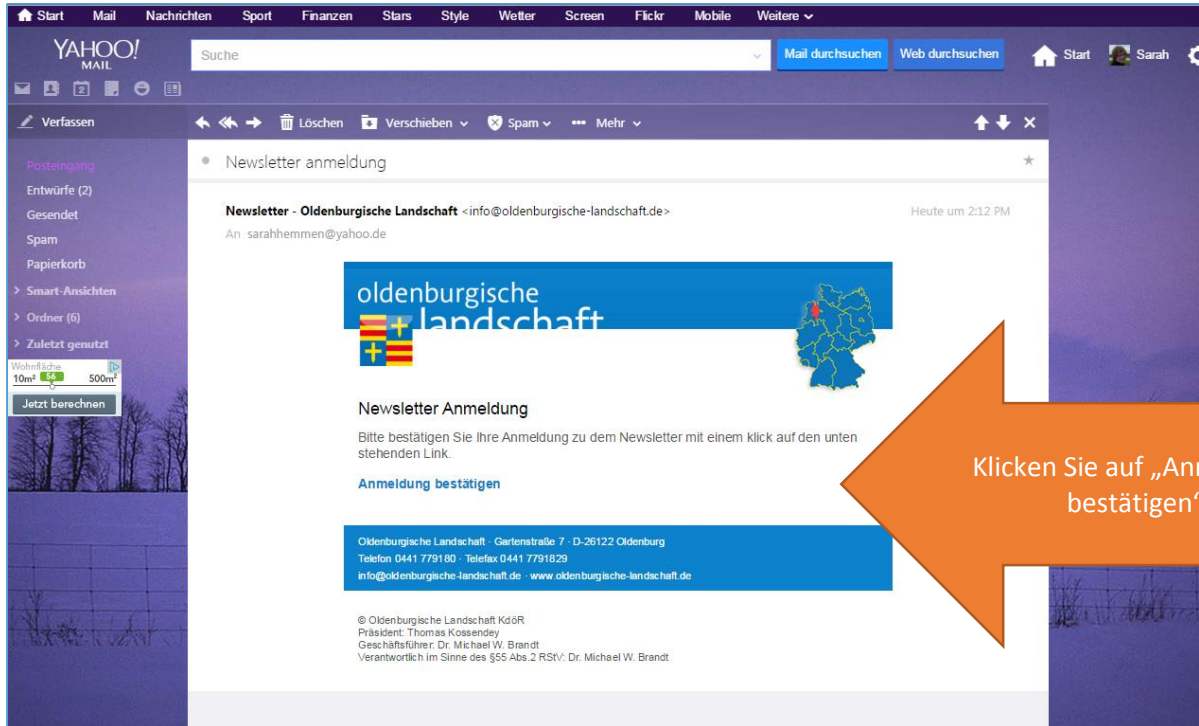 Start Mail Nachrichten Sport Finanzen Stars Style Wetter Screen Flickr Mobile Weitere
YAHOO!
MAIL
Suche
Mail durchsuchen Web durchsuchen Start Sarah
2
Verfassen
Löschen Verschieben Spam Mehr
Posteingang
Entwürfe (2)
Gesendet
Spam
Papierkorb
Smart-Ansichten
Ordner (6)
Zuletzt genutzt
Wohnfläche
10m² 56 500m²
Jetzt berechnen
Newsletter anmeldung
Newsletter - Oldenburgische Landschaft <info@oldenburgische-landschaft.de> Heute um 2:12 PM
An sarahhemmen@yahoo.de
oldenburgische
landschaft
Newsletter Anmeldung
Bitte bestätigen Sie Ihre Anmeldung zu dem Newsletter mit einem klick auf den unten
stehenden Link.
Anmeldung bestätigen
Oldenburgische Landschaft · Gartenstraße 7 · D-26122 Oldenburg
Telefon 0441 779180 · Telefax 0441 7791829
info@oldenburgische-landschaft.de · www.oldenburgische-landschaft.de
© Oldenburgische Landschaft KdöR
Präsident: Thomas Kossendey
Geschäftsführer: Dr. Michael W. Brandt
Verantwortlich im Sinne des §55 Abs.2 RStV: Dr. Michael W. Brandt
Klicken Sie auf „
bestätigen“